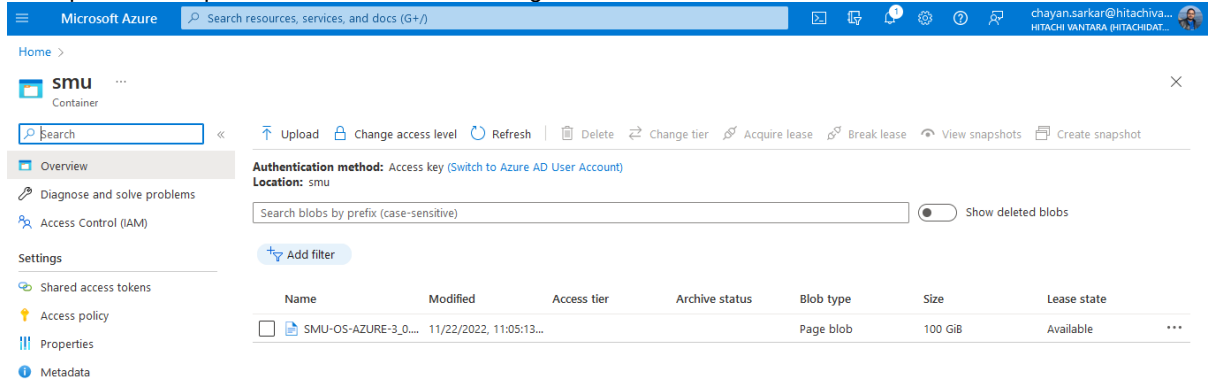 Microsoft Azure
Search resources, services, and docs (G+/)
1
chayan.sarkar@hitachiva...
HITACHI VANTARA (HITACHIDAT...
Home >
smu ...
Container
Search
«
Upload
Change access level
Refresh
Delete
Change tier
Acquire lease
Break lease
View snapshots
Create snapshot
Overview
Diagnose and solve problems
Access Control (IAM)
Settings
Shared access tokens
Access policy
Properties
Metadata
Authentication method: Access key (Switch to Azure AD User Account)
Location: smu
Search blobs by prefix (case-sensitive)
Show deleted blobs
Add filter
Name Modified Access tier Archive status Blob type Size Lease state
SMU-OS-AZURE-3_0.... 11/22/2022, 11:05:13... Page blob 100 GiB Available ...